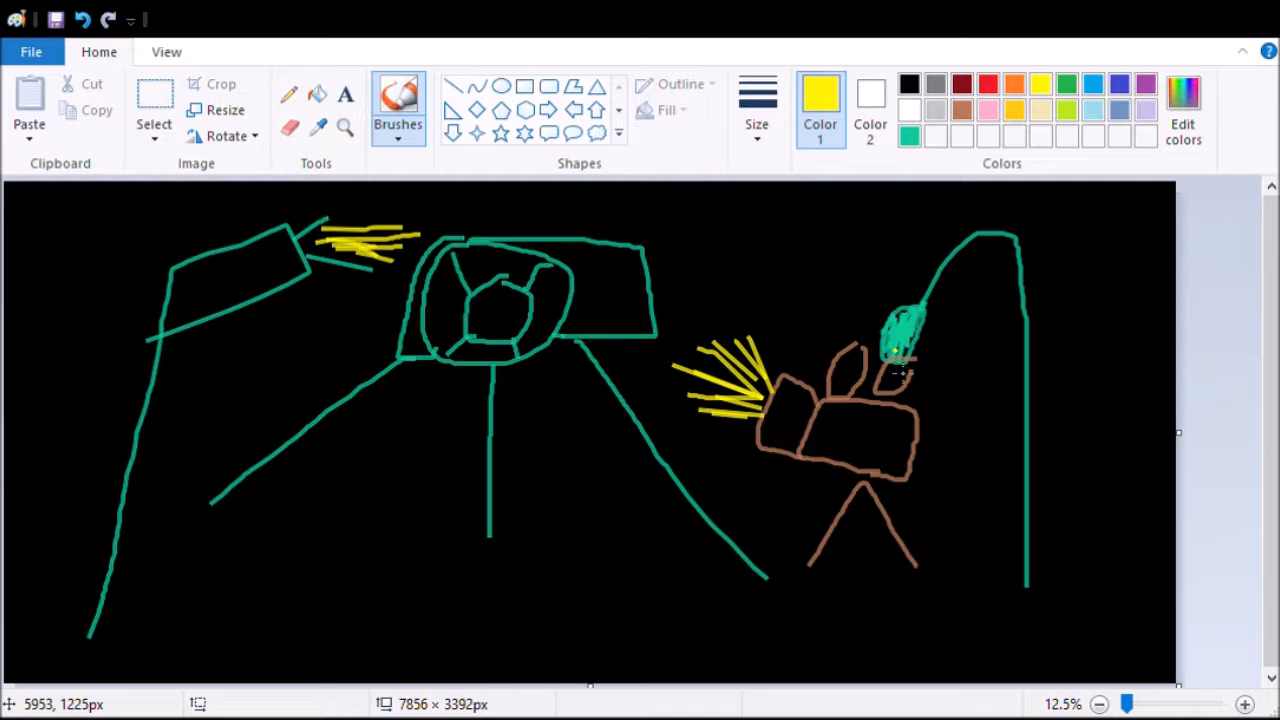 File Home View
Paste Cut Copy Select Crop Resize Rotate A Brushes Outline Fill Size Color 1 Color 2 Edit colors
Clipboard Image Tools Shapes Colors
5953, 1225px 7856 × 3392px 12.5%